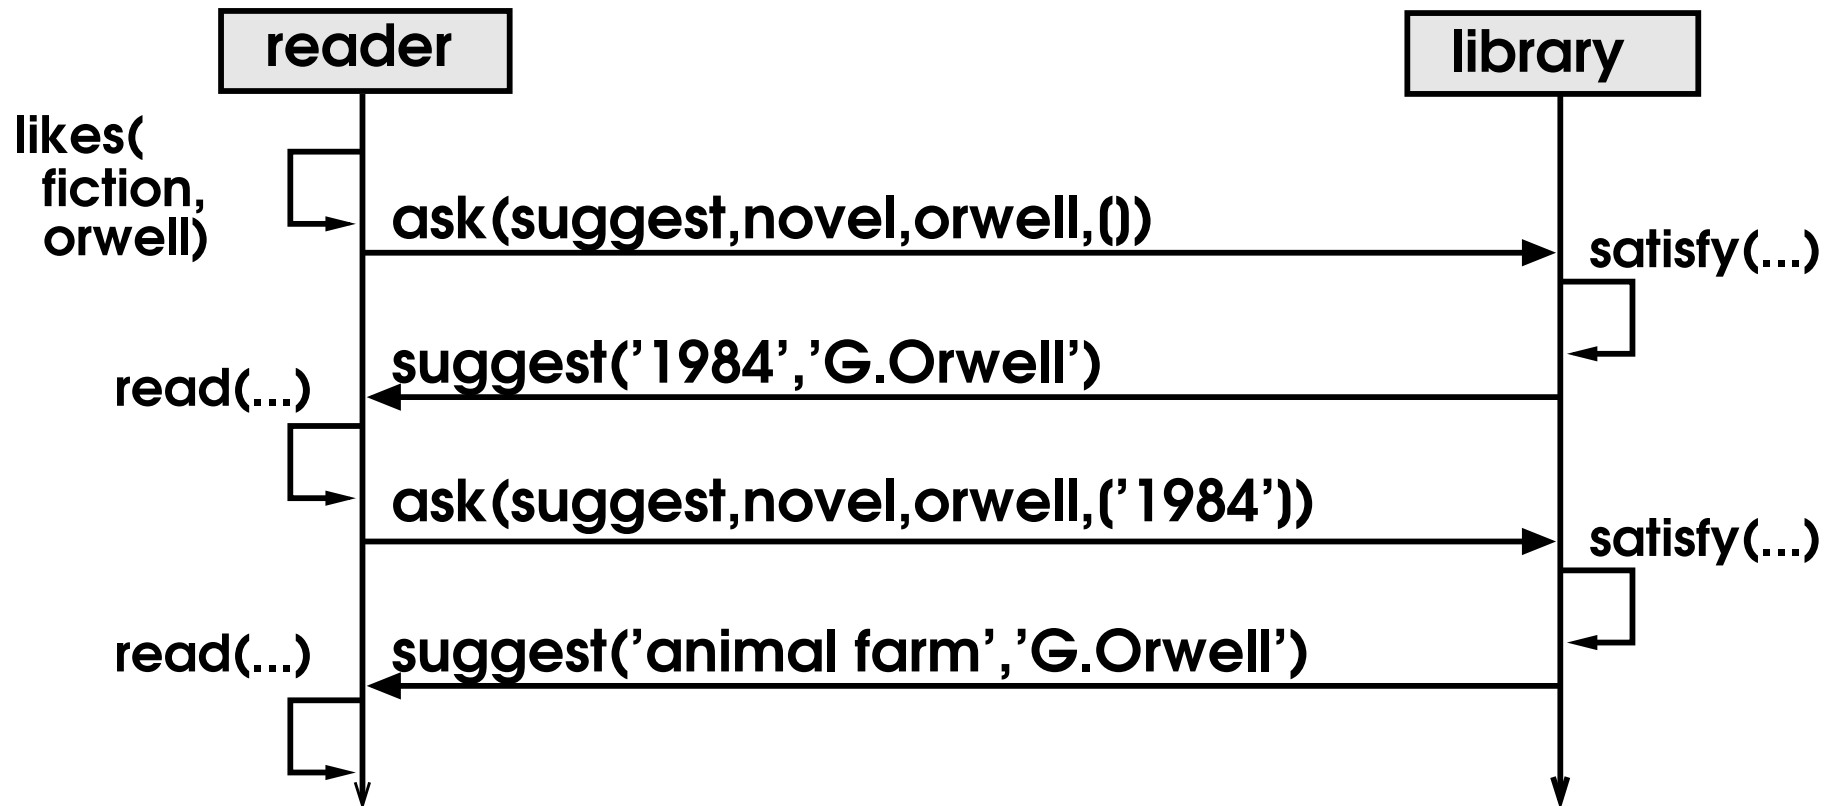 reader
library
likes(
fiction,
orwell)
ask(suggest,novel,orwell,[])
satisfy(...)
suggest(’1984’,’G.Orwell’)
read(...)
ask(suggest,novel,orwell,[’1984’])
satisfy(...)
suggest(’animal farm’,’G.Orwell’)
read(...)